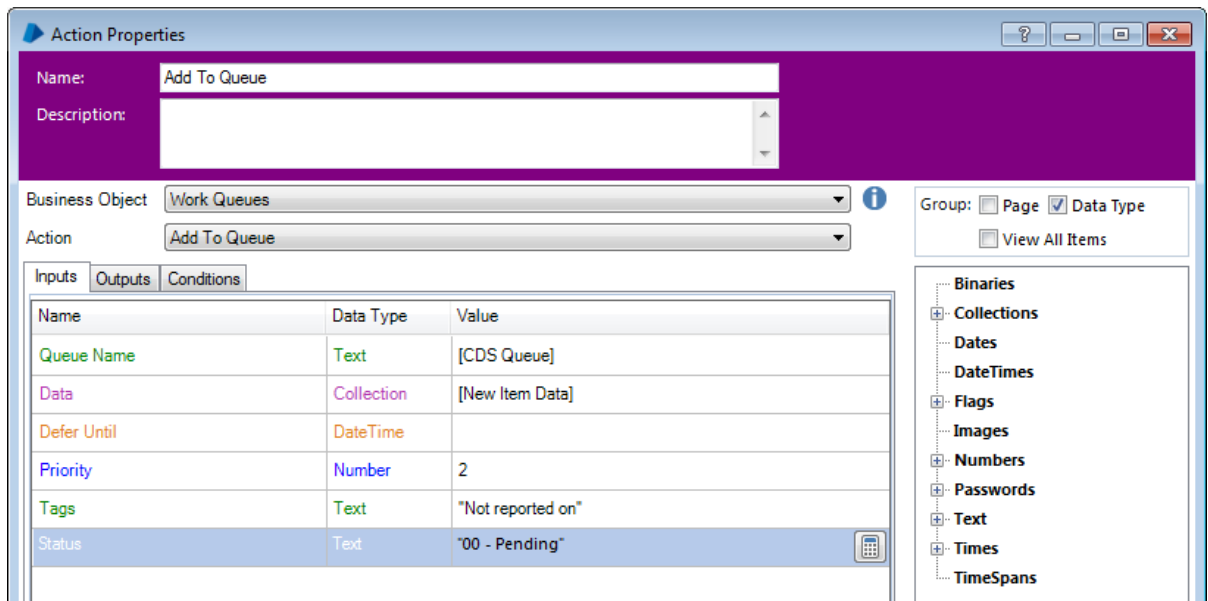 Action Properties
?
Name: Add To Queue
Description:
Business Object Work Queues
i
Action Add To Queue
Group: Page Data Type
View All Items
Inputs Outputs Conditions
Name Data Type Value
Queue Name Text [CDS Queue]
Data Collection [New Item Data]
Defer Until DateTime
Priority Number 2
Tags Text "Not reported on"
Status Text "00 - Pending"
Binaries
Collections
Dates
DateTimes
Flags
Images
Numbers
Passwords
Text
Times
TimeSpans